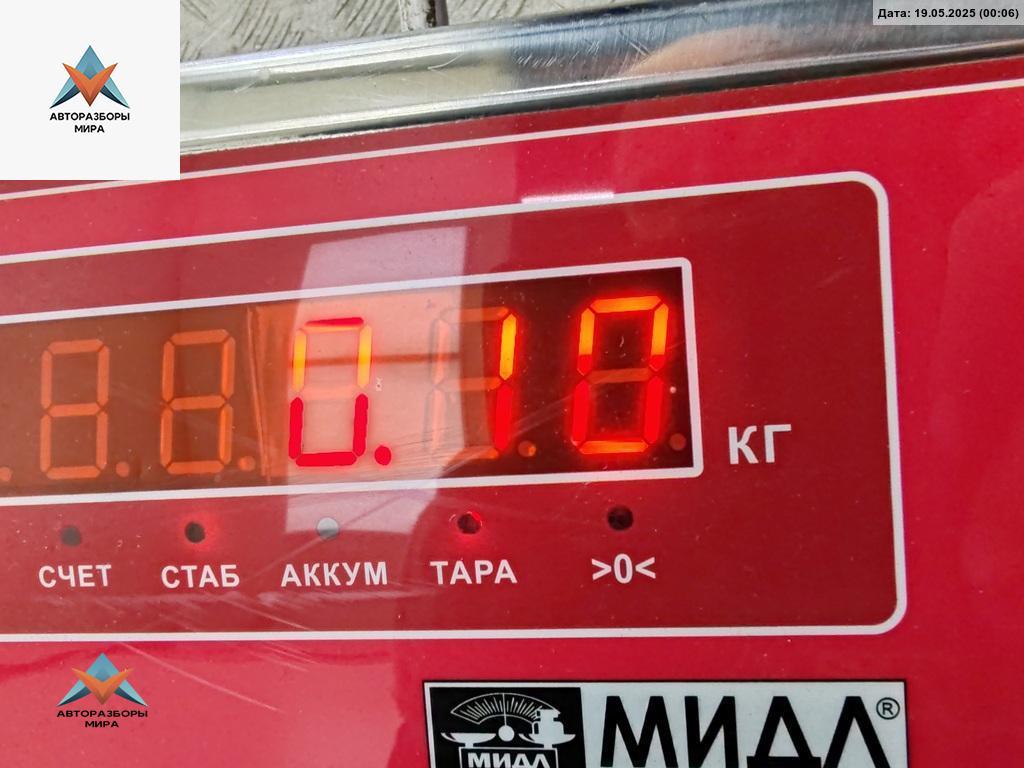 Дата: 19.05.2025 (00:06)
АВТОРАЗБОРЫ
МИРА
0.10
КГ
СЧЕТ СТАБ АККУМ ТАРА >0<
АВТОРАЗБОРЫ
МИРА
МИДЛ®
МИДЛ